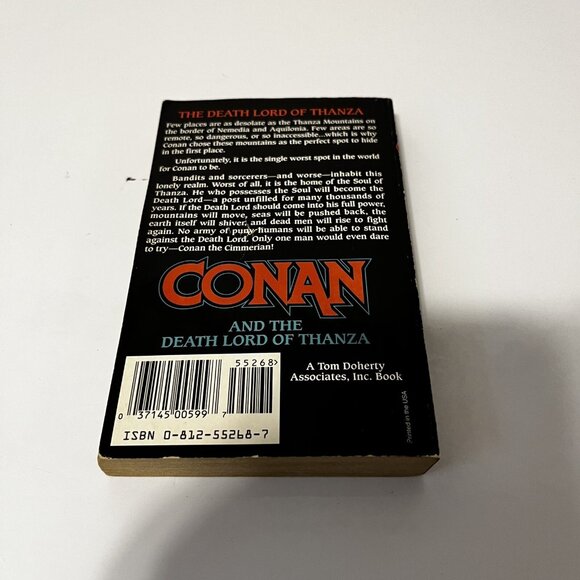 THE DEATH LORD OF THANZA
Few places are as desolate as the Thanza Mountains on
the border of Nemedia and Aquilonia. Few areas are so
remote, so dangerous, or so inaccessible...which is why
Conan chose these mountains as the perfect spot to hide
in the first place.
Unfortunately, it is the single worst spot in the world
for Conan to be.
Bandits and sorcerers—and worse—inhabit this
lonely realm. Worst of all, it is the home of the Soul of
Thanza. He who possesses the Soul will become the
Death Lord—a post unfilled for many thousands of
years. If the Death Lord should come into his full power,
mountains will move, seas will be pushed back, the
earth itself will shiver, and dead men will rise to fight
again. No army of puny humans will be able to stand
against the Death Lord. Only one man would even dare
to try—Conan the Cimmerian!
CONAN
AND THE
DEATH LORD OF THANZA
55268>
0 37145 00599 7
ISBN 0-812-55268-7
A Tom Doherty
Associates, Inc. Book
Printed in the USA